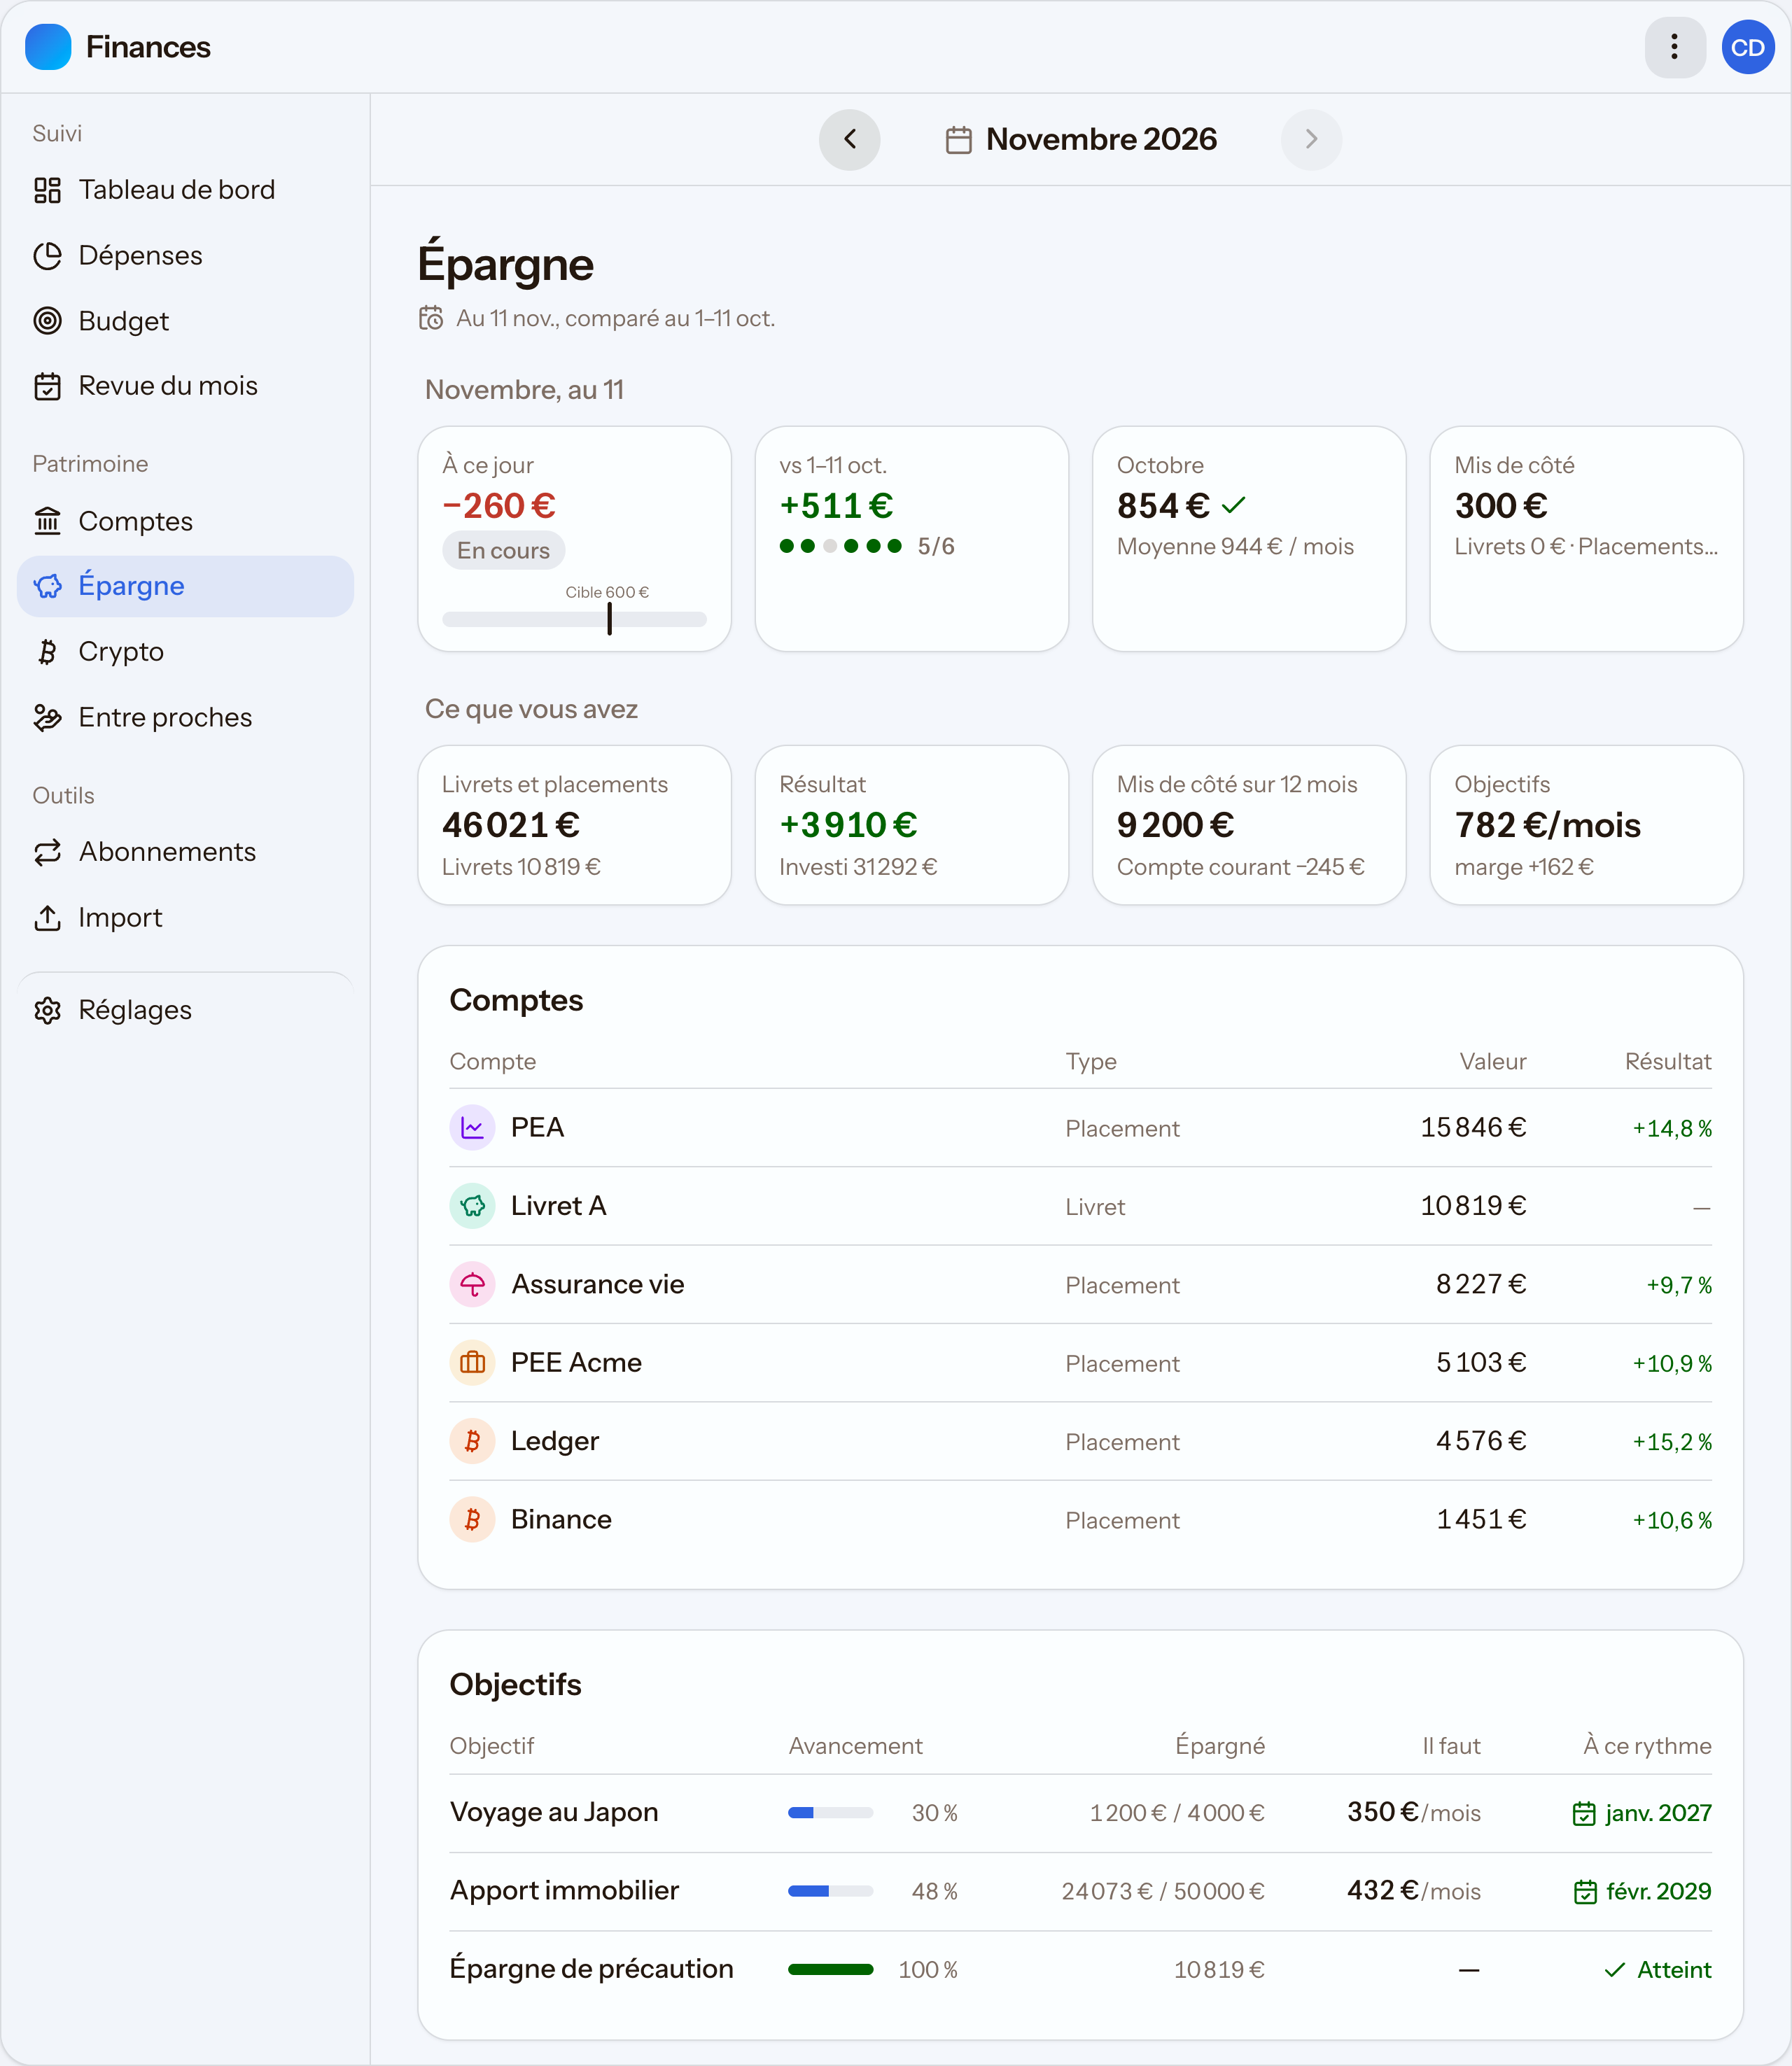 Finances
CD
Suivi
Tableau de bord
Dépenses
Budget
Revue du mois
Patrimoine
Comptes
Épargne
Crypto
Entre proches
Outils
Abonnements
Import
Réglages
Novembre 2026
Épargne
Au 11 nov., comparé au 1–11 oct.
Novembre, au 11
À ce jour
−260 €
En cours
Cible 600 €
vs 1–11 oct.
+511 €
5/6
Octobre
854 €
Moyenne 944 € / mois
Mis de côté
300 €
Livrets 0 € · Placements...
Ce que vous avez
Livrets et placements
46 021 €
Livrets 10 819 €
Résultat
+3 910 €
Investi 31 292 €
Mis de côté sur 12 mois
9 200 €
Compte courant −245 €
Objectifs
782 €/mois
marge +162 €
Comptes
Compte Type Valeur Résultat
PEA Placement 15 846 € +14,8 %
Livret A Livret 10 819 € —
Assurance vie Placement 8 227 € +9,7 %
PEE Acme Placement 5 103 € +10,9 %
Ledger Placement 4 576 € +15,2 %
Binance Placement 1 451 € +10,6 %
Objectifs
Objectif Avancement Épargné Il faut À ce rythme
Voyage au Japon 30 % 1 200 € / 4 000 € 350 €/mois janv. 2027
Apport immobilier 48 % 24 073 € / 50 000 € 432 €/mois févr. 2029
Épargne de précaution 100 % 10 819 € — Atteint